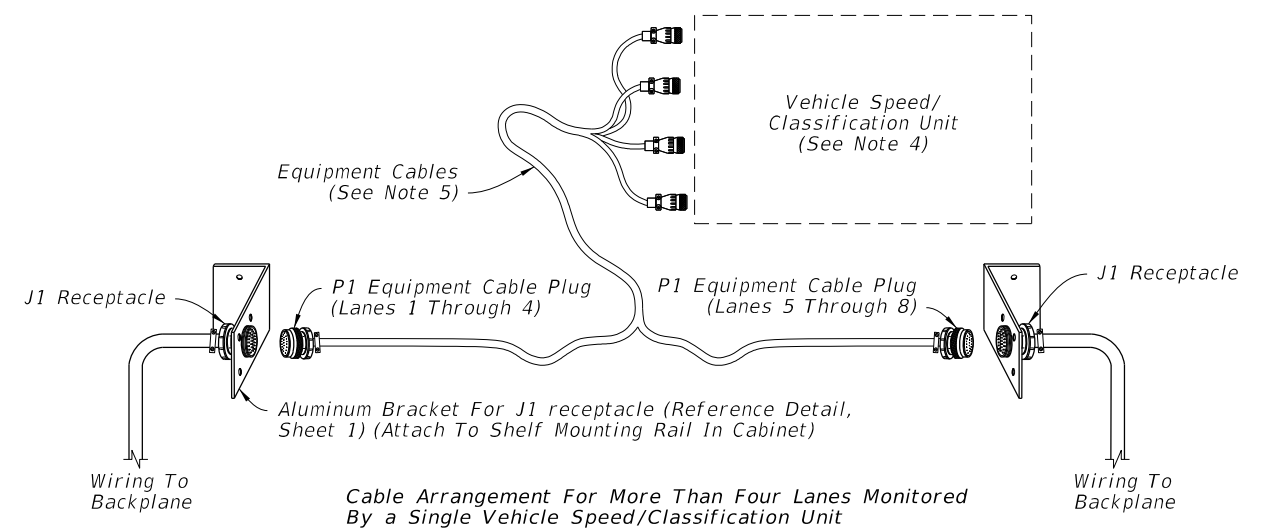 Vehicle Speed/
Classification Unit
(See Note 4)
Equipment Cables
(See Note 5)
J1 Receptacle
P1 Equipment Cable Plug
(Lanes 1 Through 4)
P1 Equipment Cable Plug
(Lanes 5 Through 8)
J1 Receptacle
Aluminum Bracket For J1 receptacle (Reference Detail,
Sheet 1) (Attach To Shelf Mounting Rail In Cabinet)
Wiring To
Backplane
Wiring To
Backplane
Cable Arrangement For More Than Four Lanes Monitored
By a Single Vehicle Speed/Classification Unit